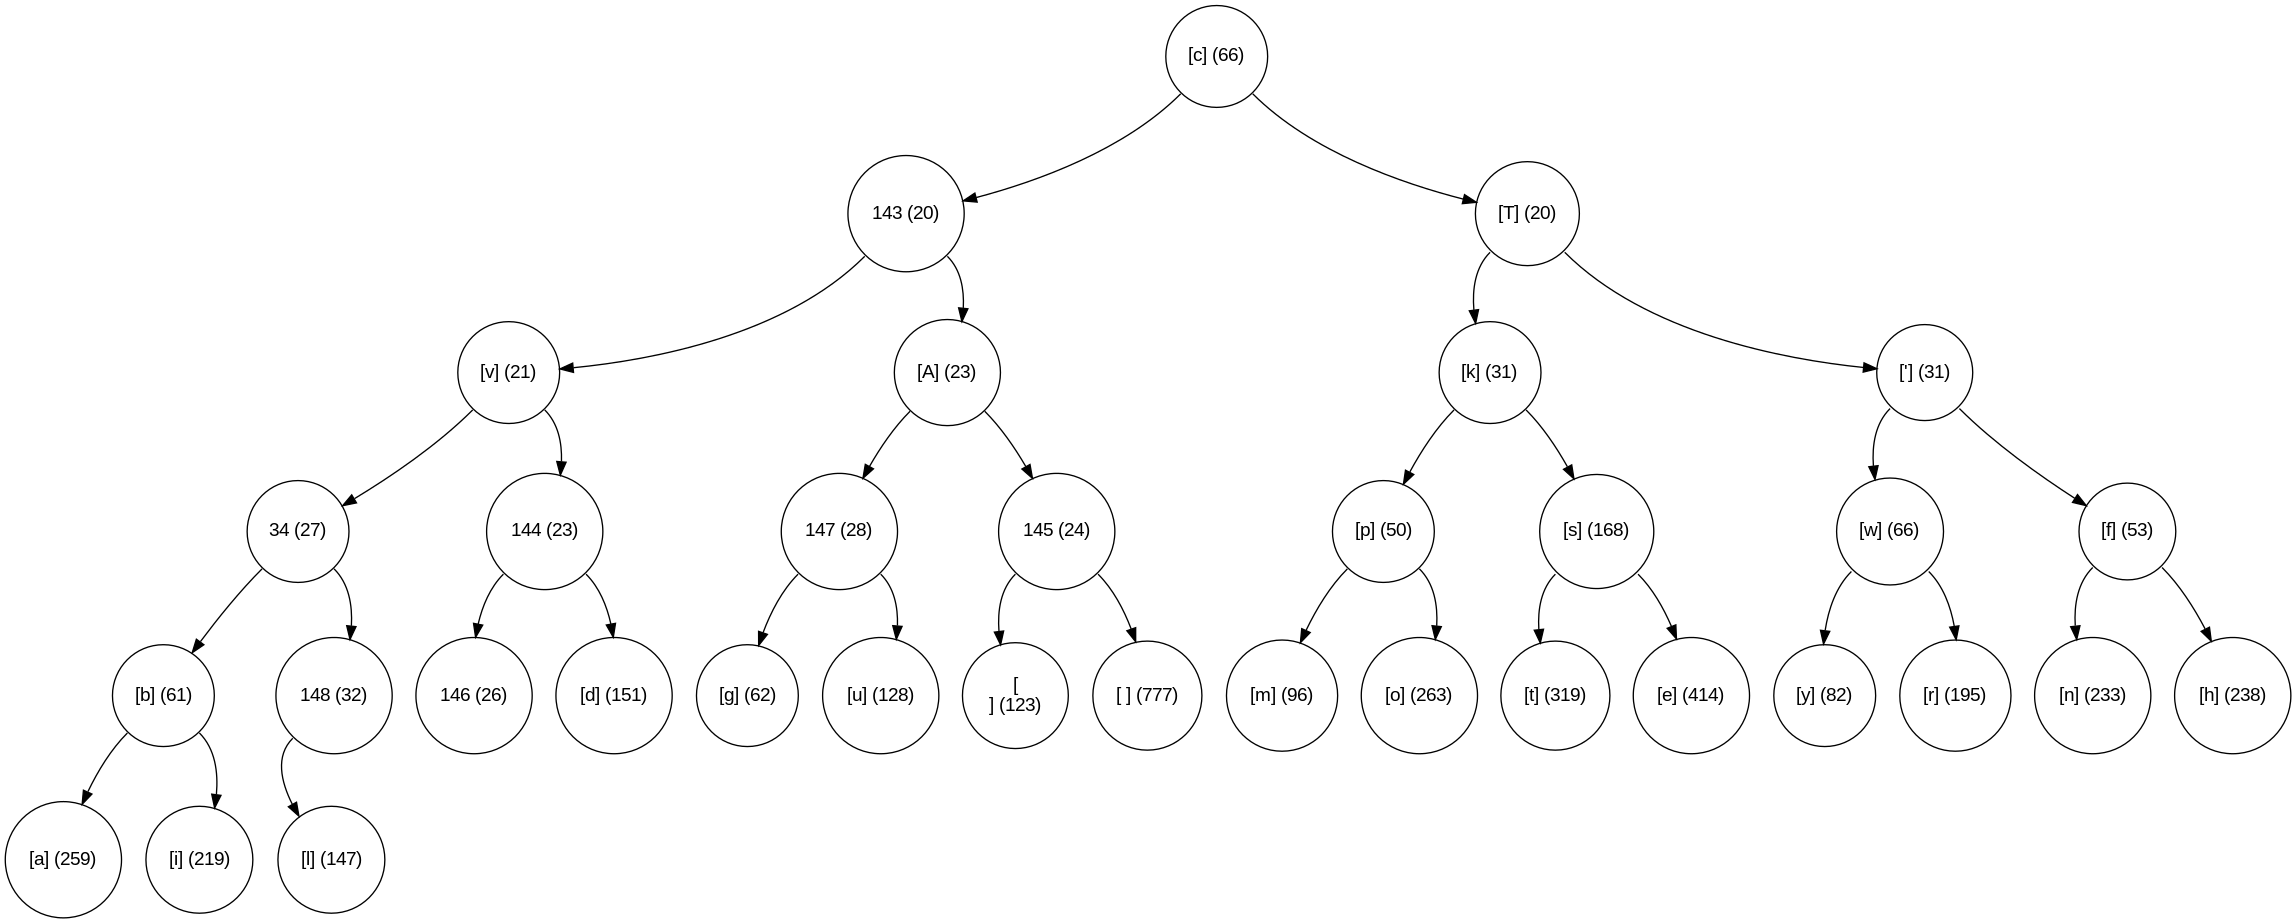 [c] (66)
143 (20)
[T] (20)
[v] (21)
[A] (23)
[k] (31)
['] (31)
34 (27)
144 (23)
147 (28)
145 (24)
[p] (50)
[s] (168)
[w] (66)
[f] (53)
[b] (61)
148 (32)
146 (26)
[d] (151)
[g] (62)
[u] (128)
[
] (123)
[ ] (777)
[m] (96)
[o] (263)
[t] (319)
[e] (414)
[y] (82)
[r] (195)
[n] (233)
[h] (238)
[a] (259)
[i] (219)
[l] (147)